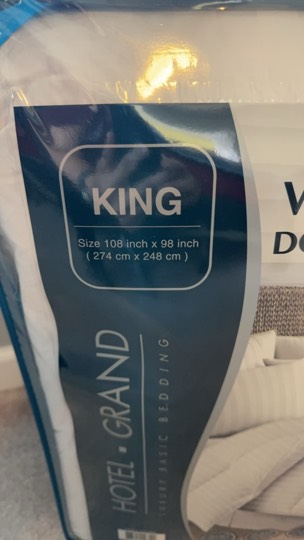 KING
Size 108 inch x 98 inch
( 274 cm x 248 cm )
HOTEL • GRAND
LUXURY BASIC BEDDING